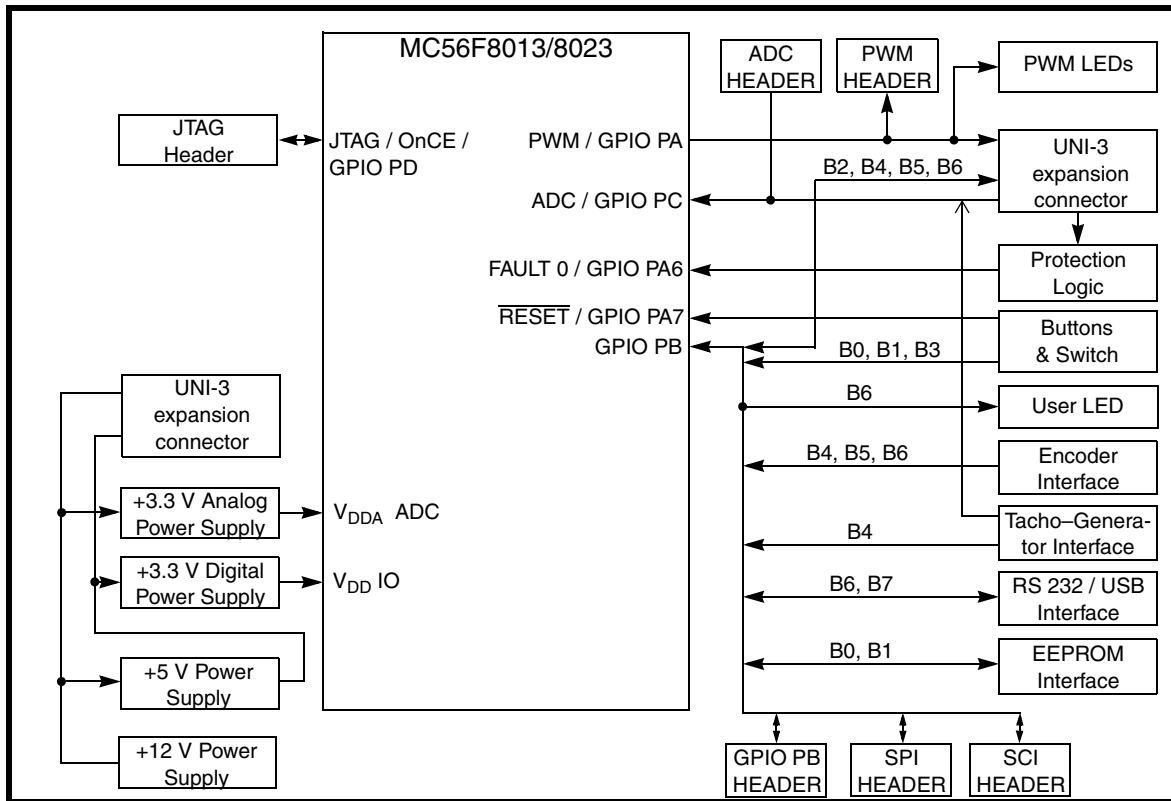 MC56F8013/8023
ADC
HEADER
PWM
HEADER
PWM LEDs
JTAG
Header
JTAG / OnCE /
GPIO PD
PWM / GPIO PA
UNI-3
expansion
connector
B2, B4, B5, B6
ADC / GPIO PC
FAULT 0 / GPIO PA6
Protection
Logic
RESET / GPIO PA7
GPIO PB
Buttons
& Switch
B0, B1, B3
UNI-3
expansion
connector
B6
User LED
B4, B5, B6
Encoder
Interface
+3.3 V Analog
Power Supply
VDDA ADC
B4
Tacho–Genera-
tor Interface
+3.3 V Digital
Power Supply
VDD IO
B6, B7
RS 232 / USB
Interface
+5 V Power
Supply
B0, B1
EEPROM
Interface
+12 V Power
Supply
GPIO PB
HEADER
SPI
HEADER
SCI
HEADER